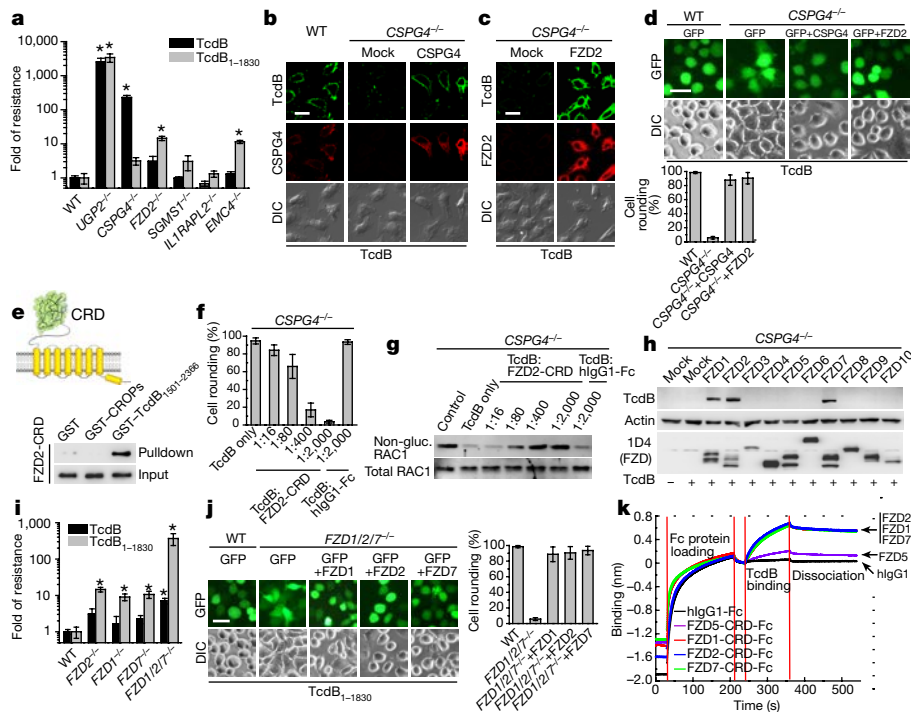 a
Fold of resistance
10,000
1,000
100
10
1
TcdB
TcdB1–1830
*
*
*
*
*
WT
UGP2–/–
CSPG4–/–
FZD2–/–
SGMS1–/–
IL1RAPL2–/–
EMC4–/–
b
WT
CSPG4–/–
Mock
CSPG4
TcdB
CSPG4
DIC
TcdB
c
CSPG4–/–
Mock
FZD2
TcdB
FZD2
DIC
TcdB
d
WT
CSPG4–/–
GFP
GFP
GFP+CSPG4
GFP+FZD2
GFP
DIC
TcdB
Cell rounding (%)
100
80
60
40
20
0
WT
CSPG4–/–
CSPG4–/–+CSPG4
CSPG4–/–+FZD2
e
CRD
FZD2-CRD
GST
GST–CROPs
GST–TcdB1501–2366
Pulldown
Input
f
CSPG4–/–
Cell rounding (%)
100
80
60
40
20
0
TcdB only
1:16
1:80
1:400
1:2,000
1:2,000
TcdB:
FZD2-CRD
TcdB:
hIgG1-Fc
g
CSPG4–/–
TcdB:
FZD2-CRD
TcdB:
hIgG1-Fc
Control
TcdB only
1:16
1:80
1:400
1:2,000
1:2,000
Non-gluc.
RAC1
Total RAC1
h
CSPG4–/–
Mock
Mock
FZD1
FZD2
FZD3
FZD4
FZD5
FZD6
FZD7
FZD8
FZD9
FZD10
TcdB
Actin
1D4
(FZD)
TcdB – + + + + + + + + + + +
i
Fold of resistance
1,000
100
10
1
TcdB
TcdB1–1830
*
*
*
*
*
WT
FZD2–/–
FZD1–/–
FZD7–/–
FZD1/2/7–/–
j
WT
FZD1/2/7–/–
GFP
GFP
GFP
+FZD1
GFP
+FZD2
GFP
+FZD7
GFP
DIC
TcdB1–1830
Cell rounding (%)
100
80
60
40
20
0
WT
FZD1/2/7–/–
FZD1/2/7–/–+FZD1
FZD1/2/7–/–+FZD2
FZD1/2/7–/–+FZD7
k
Binding (nm)
1.0
0.6
0.2
–0.2
–0.6
–1.2
–1.6
–2.0
Fc protein
loading
TcdB
binding
Dissociation
FZD2
FZD1
FZD7
FZD5
hIgG1
hIgG1-Fc
FZD5-CRD-Fc
FZD1-CRD-Fc
FZD2-CRD-Fc
FZD7-CRD-Fc
0
100
200
300
400
500
Time (s)